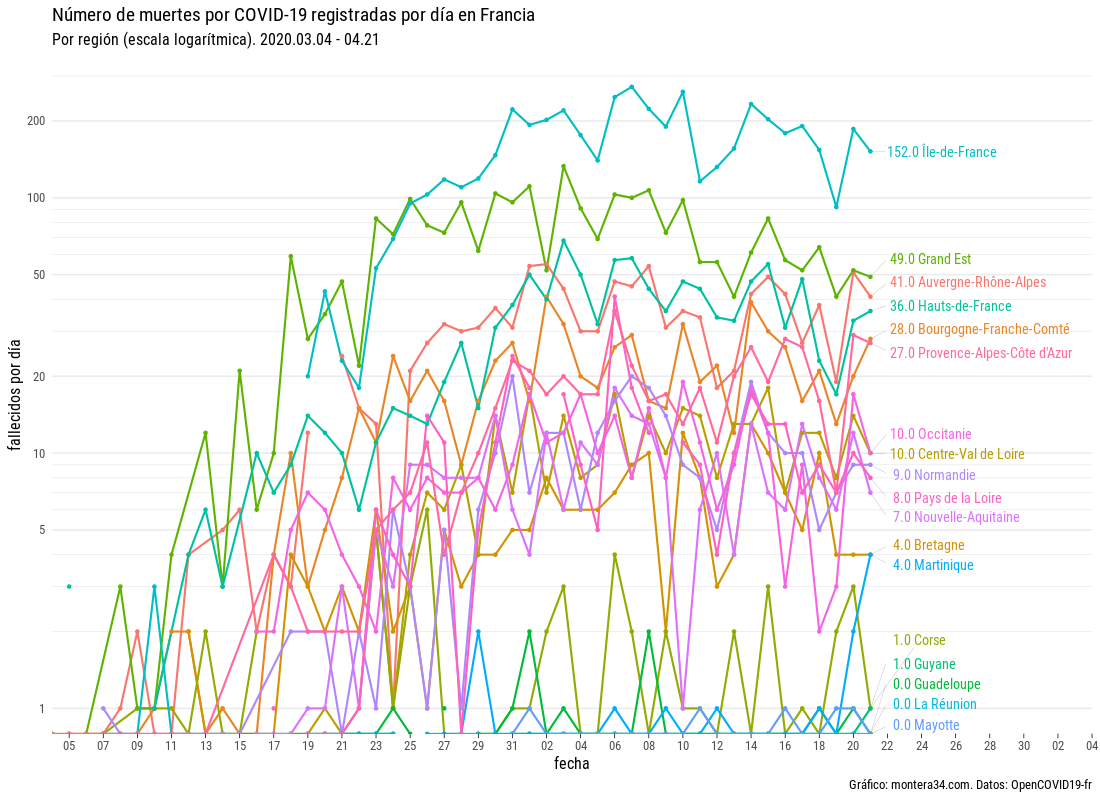 Número de muertes por COVID-19 registradas por día en Francia
Por región (escala logarítmica). 2020.03.04 - 04.21
fallecidos por día
200
100
50
20
10
5
1
152.0 Île-de-France
49.0 Grand Est
41.0 Auvergne-Rhône-Alpes
36.0 Hauts-de-France
28.0 Bourgogne-Franche-Comté
27.0 Provence-Alpes-Côte d'Azur
10.0 Occitanie
10.0 Centre-Val de Loire
9.0 Normandie
8.0 Pays de la Loire
7.0 Nouvelle-Aquitaine
4.0 Bretagne
4.0 Martinique
1.0 Corse
1.0 Guyane
0.0 Guadeloupe
0.0 La Réunion
0.0 Mayotte
05 07 09 11 13 15 17 19 21 23 25 27 29 31 02 04 06 08 10 12 14 16 18 20 22 24 26 28 30 02 04
fecha
Gráfico: montera34.com. Datos: OpenCOVID19-fr